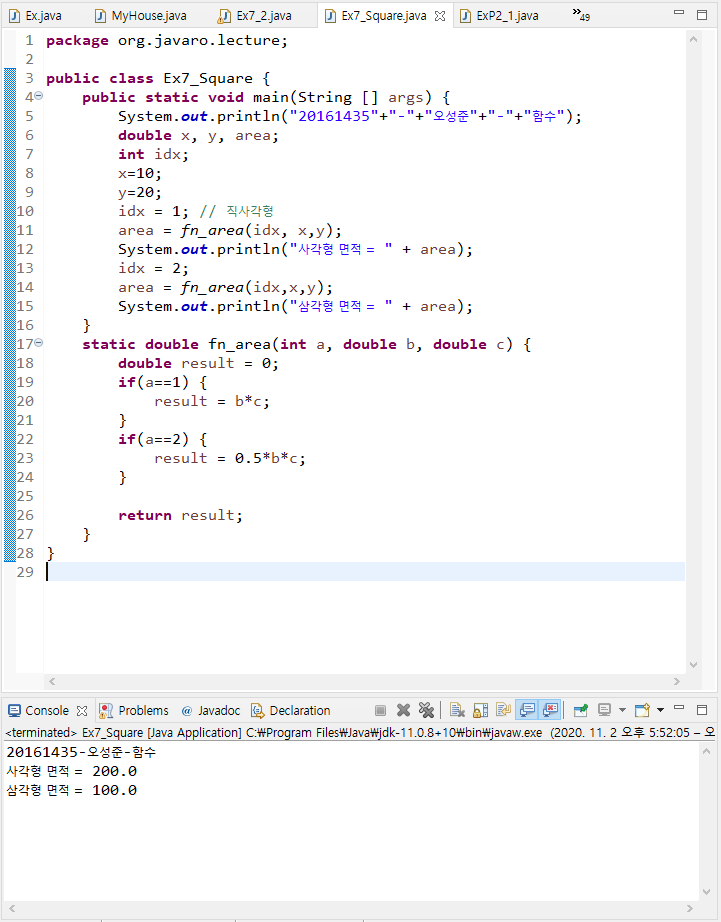 Ex.java MyHouse.java Ex7_2.java Ex7_Square.java ExP2_1.java »49
1 package org.javaro.lecture;
2
3 public class Ex7_Square {
4 public static void main(String [] args) {
5 System.out.println("20161435"+"-"+"오성준"+"-"+"함수");
6 double x, y, area;
7 int idx;
8 x=10;
9 y=20;
10 idx = 1; // 직사각형
11 area = fn_area(idx, x,y);
12 System.out.println("사각형 면적 = " + area);
13 idx = 2;
14 area = fn_area(idx,x,y);
15 System.out.println("삼각형 면적 = " + area);
16 }
17 static double fn_area(int a, double b, double c) {
18 double result = 0;
19 if(a==1) {
20 result = b*c;
21 }
22 if(a==2) {
23 result = 0.5*b*c;
24 }
25
26 return result;
27 }
28 }
29
Console Problems @ Javadoc Declaration
<terminated> Ex7_Square [Java Application] C:₩Program Files₩Java₩jdk-11.0.8+10₩bin₩javaw.exe (2020. 11. 2 오후 5:52:05 – 오
20161435-오성준-함수
사각형 면적 = 200.0
삼각형 면적 = 100.0